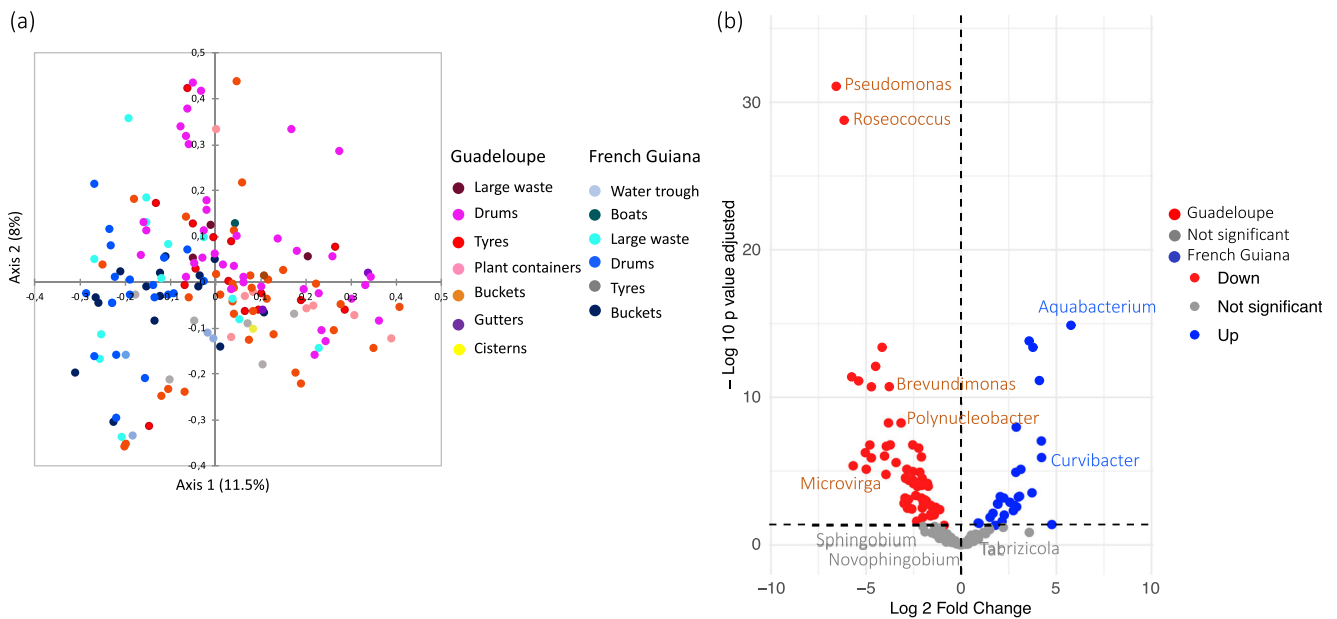 (a)
0,5
0,4
0,3
0,2
0,1
-0,4
-0,3
-0,2
-0,1
0
0,1
0,2
0,3
0,4
0,5
-0,1
-0,2
-0,3
-0,4
Axis 2 (8%)
Axis 1 (11.5%)
Guadeloupe
Large waste
Drums
Tyres
Plant containers
Buckets
Gutters
Cisterns
French Guiana
Water trough
Boats
Large waste
Drums
Tyres
Buckets
(b)
30
20
10
0
− Log 10 p value adjusted
Pseudomonas
Roseococcus
Aquabacterium
Brevundimonas
Polynucleobacter
Curvibacter
Microvirga
Sphingobium
Novophingobium
Tabrizicola
−10
−5
0
5
10
Log 2 Fold Change
Guadeloupe
Not significant
French Guiana
Down
Not significant
Up